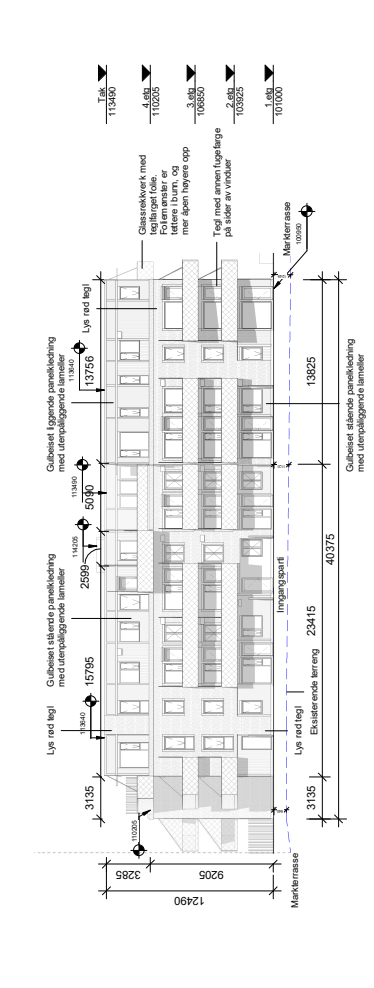 Gulbeiset stående panelkledning
med utenpåliggende lameller
Gulbeiset liggende panelkledning
med utenpåliggende lameller
Glassrekkverk med
teglfarget folie.
Foliemønster er
tettere i bunn, og
mer åpen høyere opp
Lys rød tegl
Lys rød tegl
Tegl med annen fugefarge
på sider av vinduer
Tak
113490
4.etg
110205
3.etg
106850
2.etg
103925
1.etg
101000
113640
114205
113490
113640
110205
3135
15795
2599
5090
13756
3285
9205
12490
Markterrasse
100950
Markterrasse
Lys rød tegl
Eksisterende terreng
Inngangsparti
Gulbeiset stående panelkledning
med utenpåliggende lameller
3135
23415
13825
40375